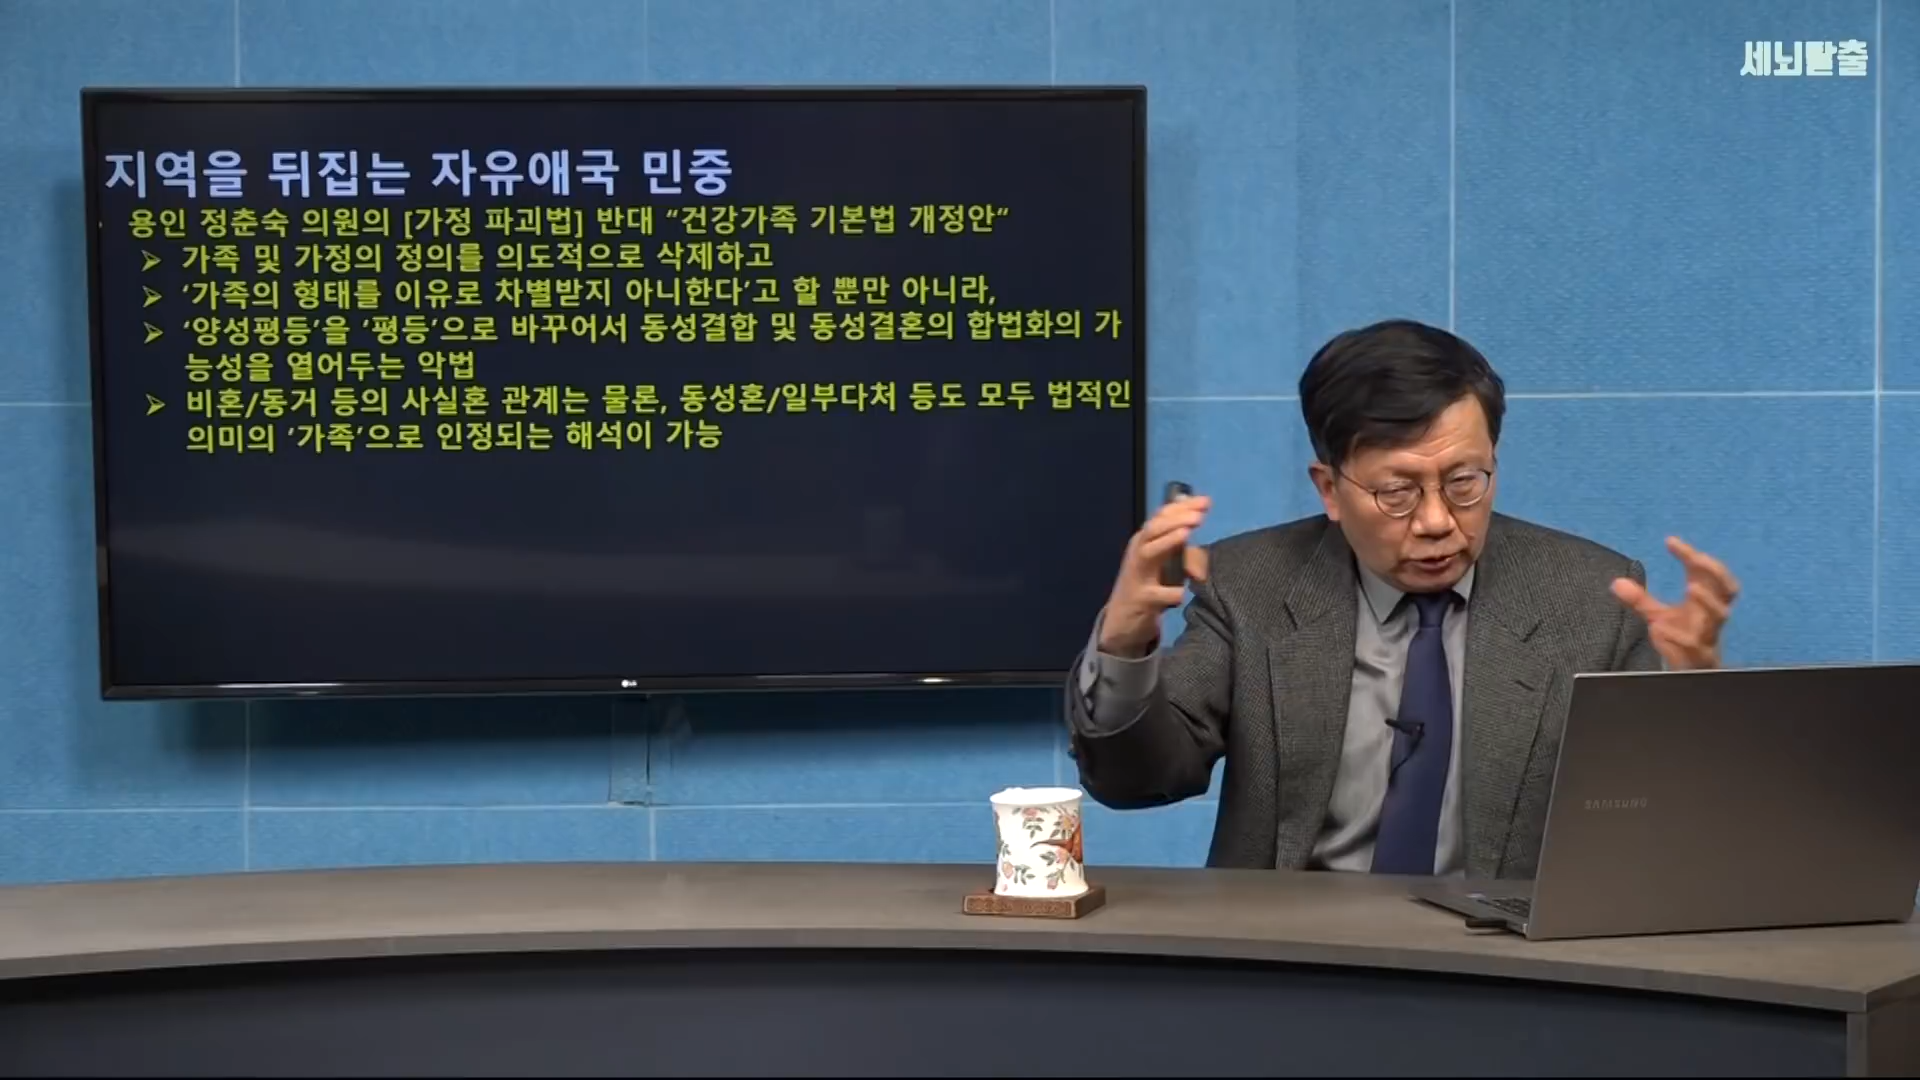 세뇌탈출
지역을 뒤집는 자유애국 민중
용인 정춘숙 의원의 [가정 파괴법] 반대 “건강가족 기본법 개정안“
➢ 가족 및 가정의 정의를 의도적으로 삭제하고
➢ ‘가족의 형태를 이유로 차별받지 아니한다’고 할 뿐만 아니라,
➢ ‘양성평등’을 ’평등’으로 바꾸어서 동성결합 및 동성결혼의 합법화의 가
능성을 열어두는 악법
➢ 비혼/동거 등의 사실혼 관계는 물론, 동성혼/일부다처 등도 모두 법적인
의미의 ‘가족’으로 인정되는 해석이 가능
LG
SAMSUNG